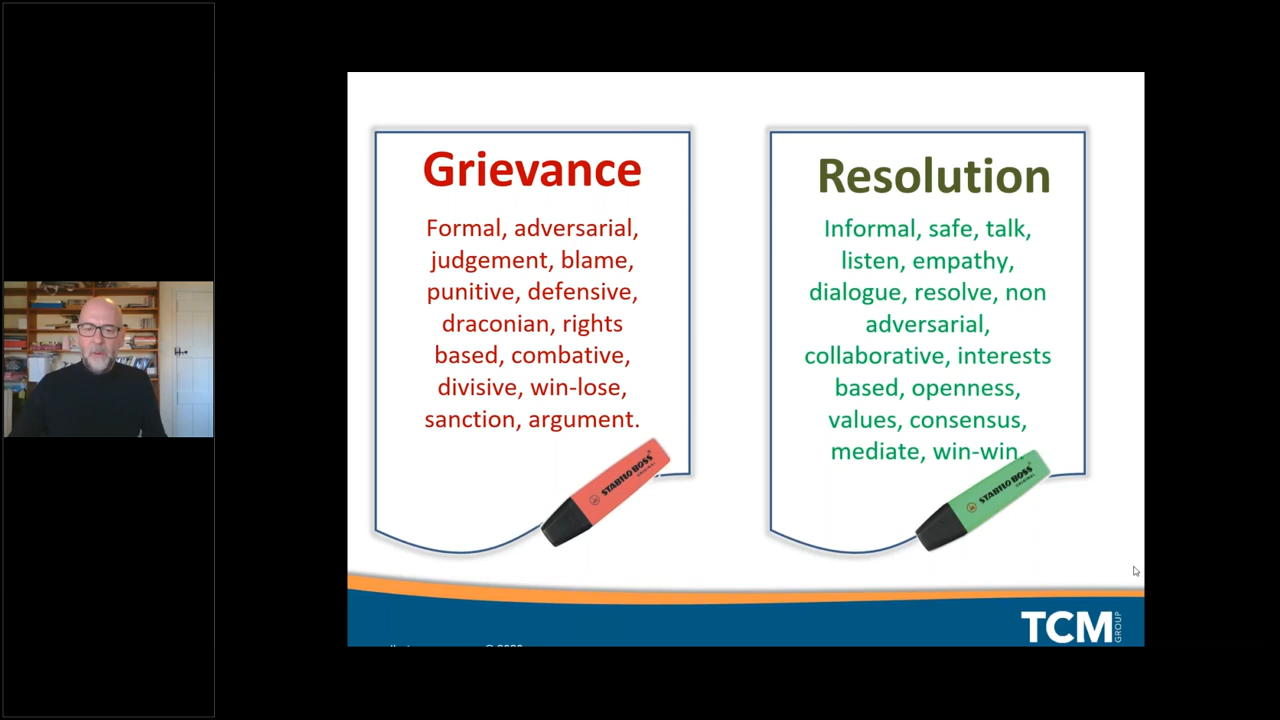 Grievance
Formal, adversarial,
judgement, blame,
punitive, defensive,
draconian, rights
based, combative,
divisive, win-lose,
sanction, argument.
STABILO BOSS
ORIGINAL
Resolution
Informal, safe, talk,
listen, empathy,
dialogue, resolve, non
adversarial,
collaborative, interests
based, openness,
values, consensus,
mediate, win-win.
STABILO BOSS
ORIGINAL
TCM
GROUP